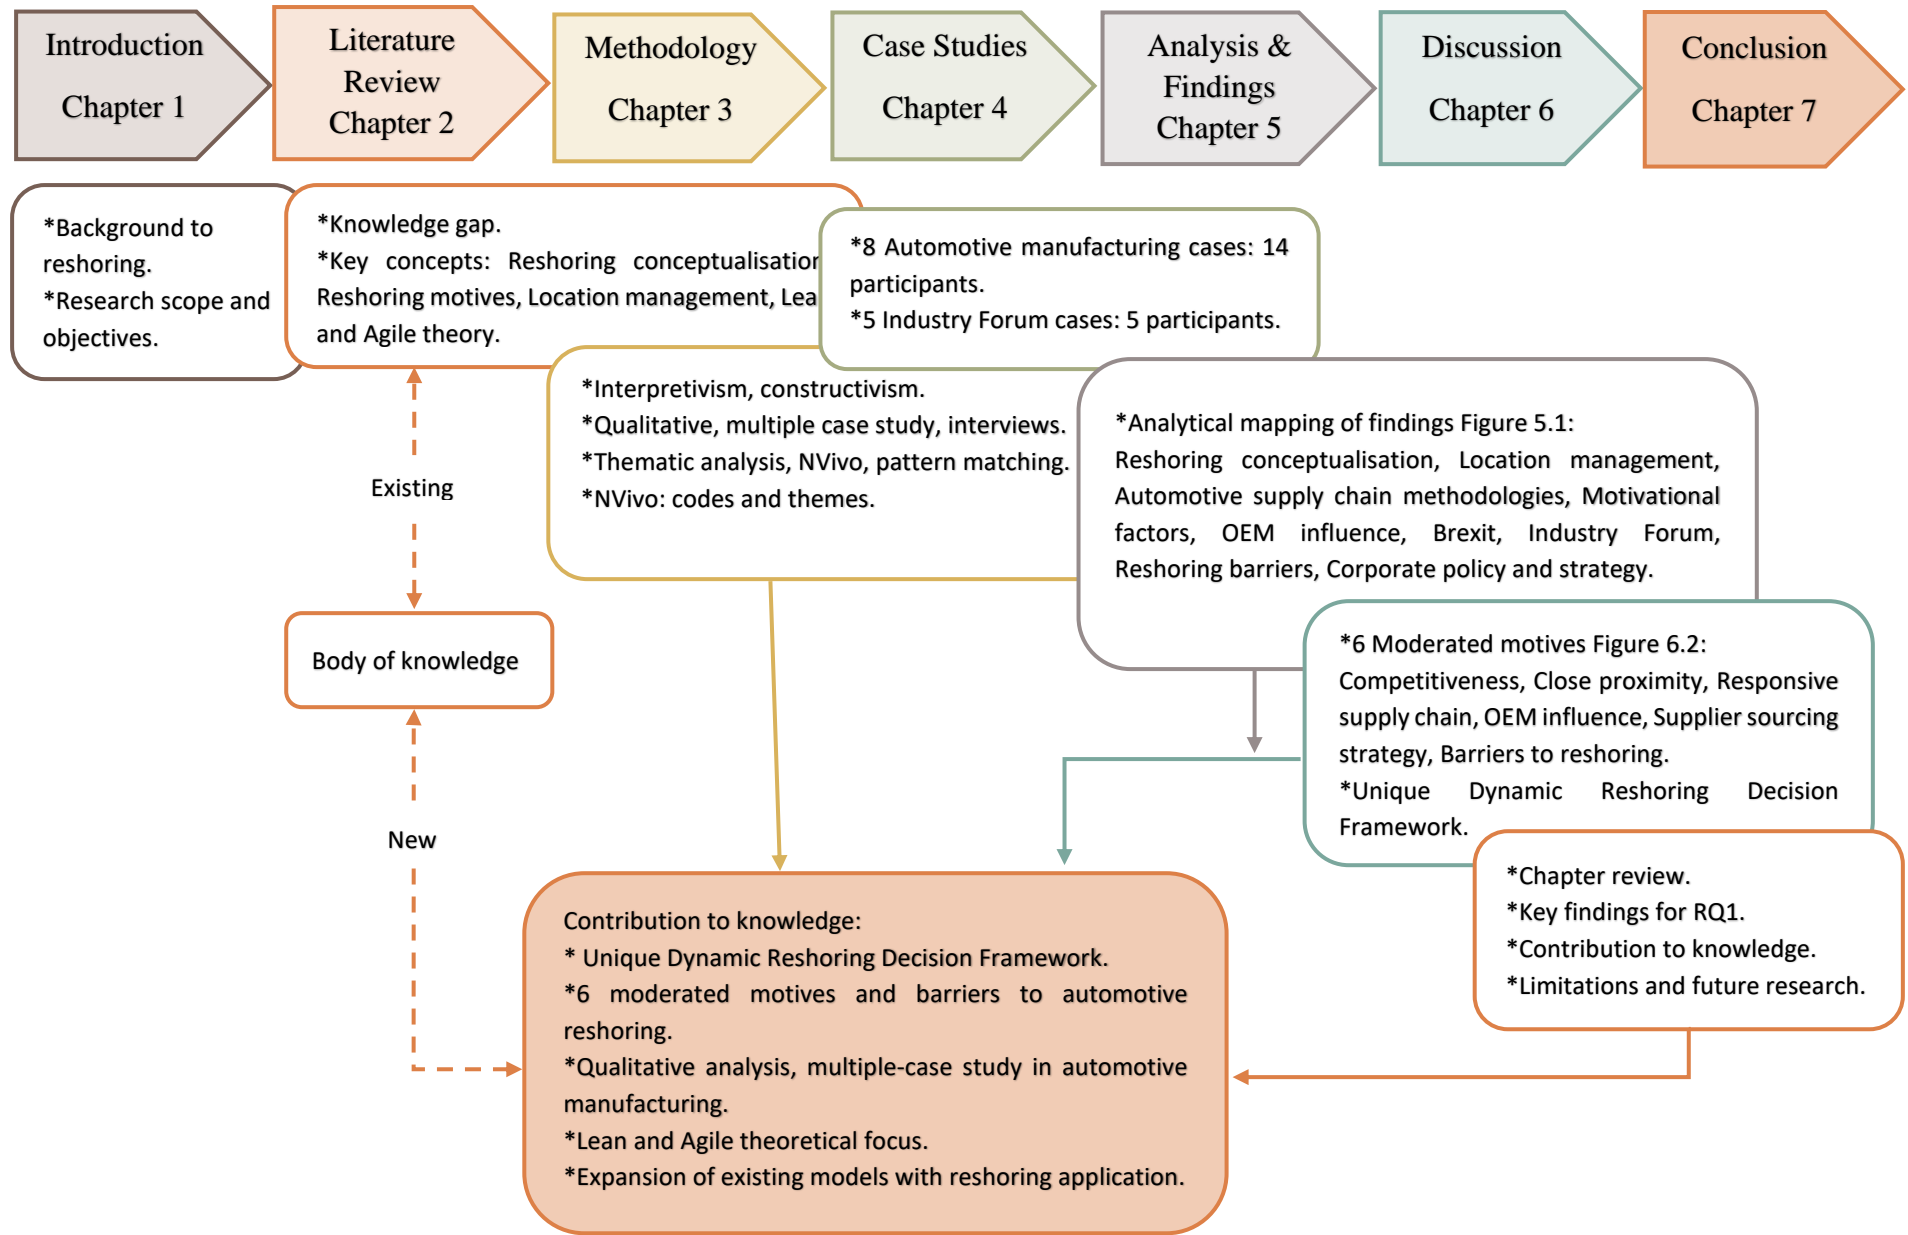 Introduction
Chapter 1
Literature
Review
Chapter 2
Methodology
Chapter 3
Case Studies
Chapter 4
Analysis &
Findings
Chapter 5
Discussion
Chapter 6
Conclusion
Chapter 7
*Background to
reshoring.
*Research scope and
objectives.
*Knowledge gap.
*Key concepts: Reshoring conceptualisation
Reshoring motives, Location management, Lea
and Agile theory.
*8 Automotive manufacturing cases: 14
participants.
*5 Industry Forum cases: 5 participants.
*Interpretivism, constructivism.
*Qualitative, multiple case study, interviews.
*Thematic analysis, NVivo, pattern matching.
*NVivo: codes and themes.
*Analytical mapping of findings Figure 5.1:
Reshoring conceptualisation, Location management,
Automotive supply chain methodologies, Motivational
factors, OEM influence, Brexit, Industry Forum,
Reshoring barriers, Corporate policy and strategy.
Existing
Body of knowledge
New
*6 Moderated motives Figure 6.2:
Competitiveness, Close proximity, Responsive
supply chain, OEM influence, Supplier sourcing
strategy, Barriers to reshoring.
*Unique Dynamic Reshoring Decision
Framework.
*Chapter review.
*Key findings for RQ1.
*Contribution to knowledge.
*Limitations and future research.
Contribution to knowledge:
* Unique Dynamic Reshoring Decision Framework.
*6 moderated motives and barriers to automotive
reshoring.
*Qualitative analysis, multiple-case study in automotive
manufacturing.
*Lean and Agile theoretical focus.
*Expansion of existing models with reshoring application.